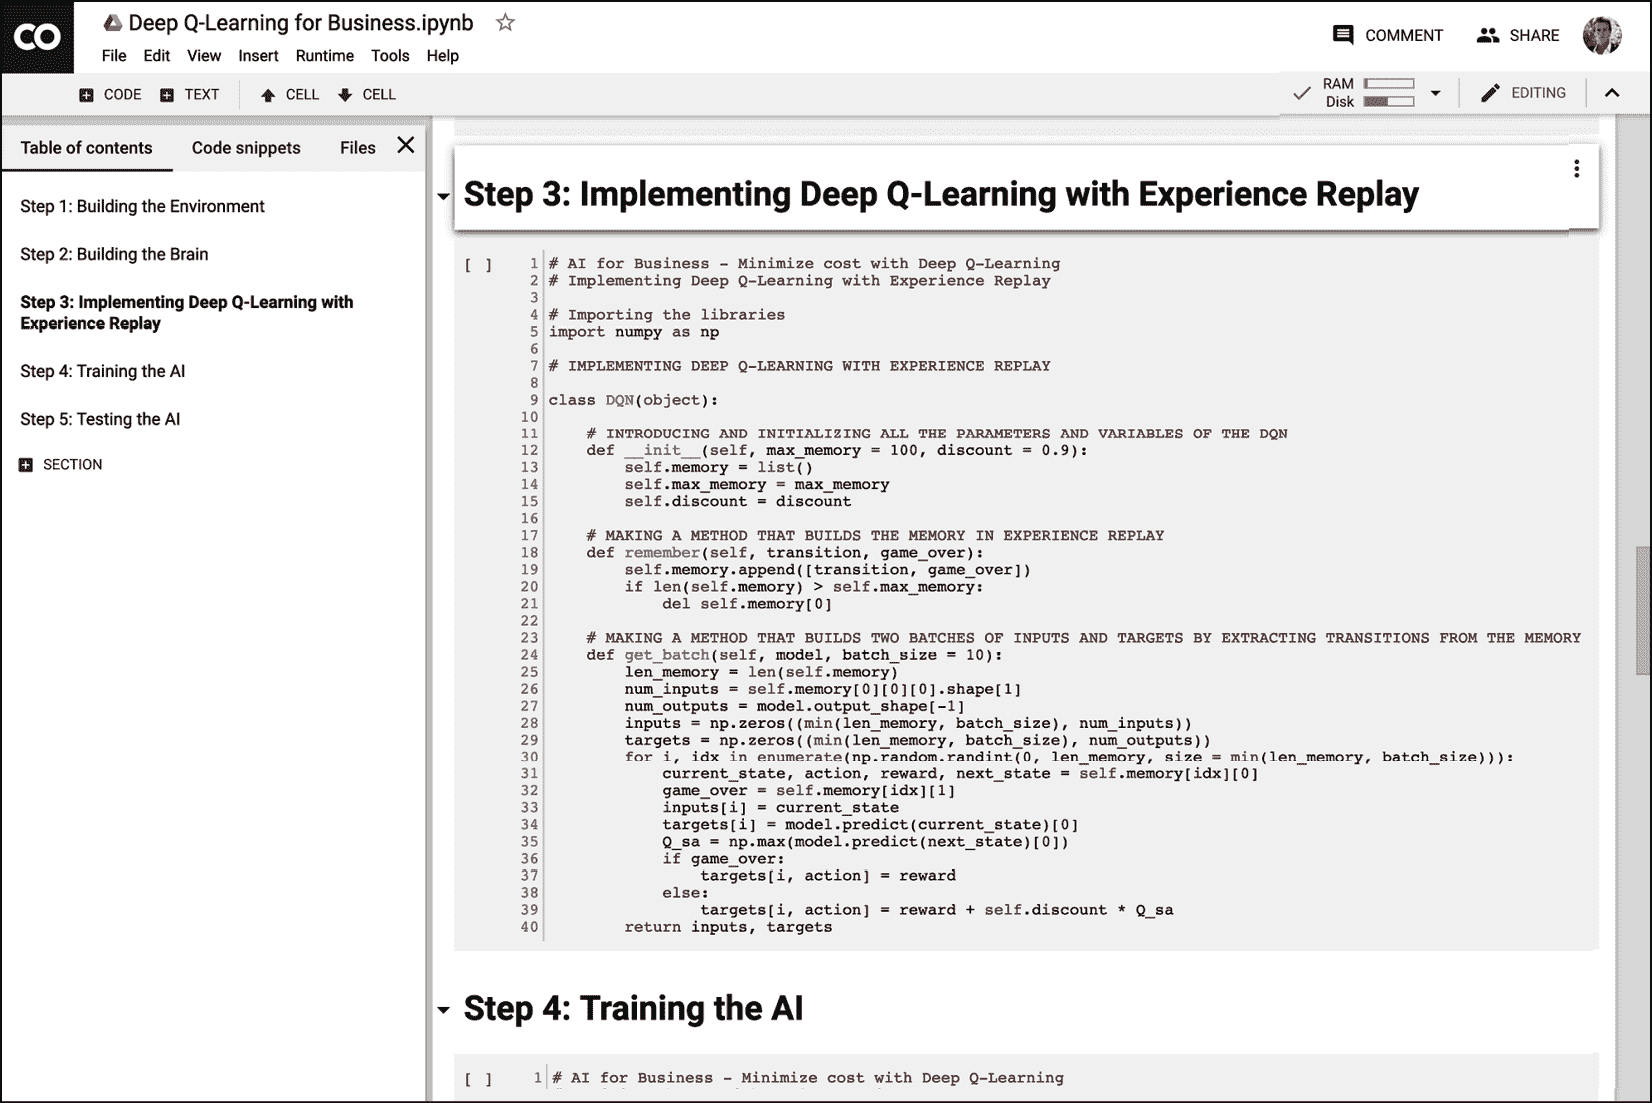 CO
Deep Q-Learning for Business.ipynb
File Edit View Insert Runtime Tools Help
COMMENT SHARE
CODE TEXT CELL CELL
RAM
Disk
EDITING
Table of contents Code snippets Files
Step 1: Building the Environment
Step 2: Building the Brain
Step 3: Implementing Deep Q-Learning with
Experience Replay
Step 4: Training the AI
Step 5: Testing the AI
SECTION
Step 3: Implementing Deep Q-Learning with Experience Replay
[ ]
1 # AI for Business - Minimize cost with Deep Q-Learning
2 # Implementing Deep Q-Learning with Experience Replay
3
4 # Importing the libraries
5 import numpy as np
6
7 # IMPLEMENTING DEEP Q-LEARNING WITH EXPERIENCE REPLAY
8
9 class DQN(object):
10
11     # INTRODUCING AND INITIALIZING ALL THE PARAMETERS AND VARIABLES OF THE DQN
12     def __init__(self, max_memory = 100, discount = 0.9):
13         self.memory = list()
14         self.max_memory = max_memory
15         self.discount = discount
16
17     # MAKING A METHOD THAT BUILDS THE MEMORY IN EXPERIENCE REPLAY
18     def remember(self, transition, game_over):
19         self.memory.append([transition, game_over])
20         if len(self.memory) > self.max_memory:
21             del self.memory[0]
22
23     # MAKING A METHOD THAT BUILDS TWO BATCHES OF INPUTS AND TARGETS BY EXTRACTING TRANSITIONS FROM THE MEMORY
24     def get_batch(self, model, batch_size = 10):
25         len_memory = len(self.memory)
26         num_inputs = self.memory[0][0][0].shape[1]
27         num_outputs = model.output_shape[-1]
28         inputs = np.zeros((min(len_memory, batch_size), num_inputs))
29         targets = np.zeros((min(len_memory, batch_size), num_outputs))
30         for i, idx in enumerate(np.random.randint(0, len_memory, size = min(len_memory, batch_size))):
31             current_state, action, reward, next_state = self.memory[idx][0]
32             game_over = self.memory[idx][1]
33             inputs[i] = current_state
34             targets[i] = model.predict(current_state)[0]
35             Q_sa = np.max(model.predict(next_state)[0])
36             if game_over:
37                 targets[i, action] = reward
38             else:
39                 targets[i, action] = reward + self.discount * Q_sa
40         return inputs, targets
Step 4: Training the AI
[ ]
1 # AI for Business - Minimize cost with Deep Q-Learning